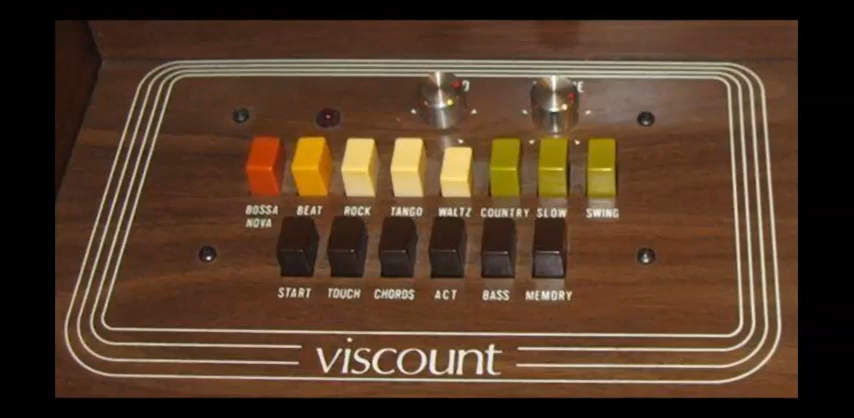 BOSSA NOVA BEAT ROCK TANGO WALTZ COUNTRY SLOW SWING
START TOUCH CHORDS ACT BASS MEMORY
viscount